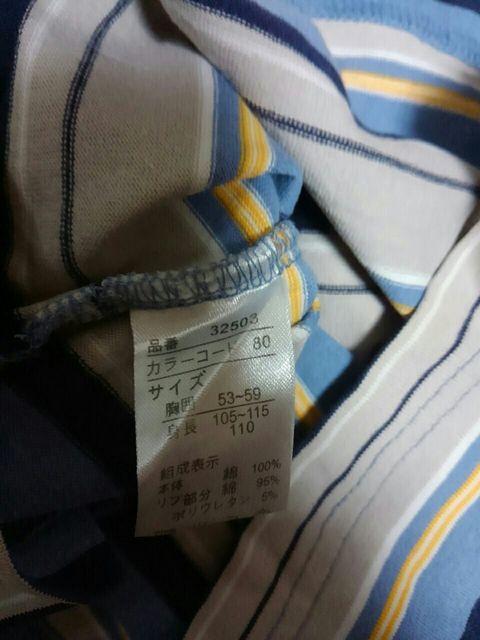 品番 32503
カラーコード 80
サイズ
胸囲 53~59
身長 105~115
110
組成表示
本体 綿 100%
リブ部分 綿 95%
ポリウレタン 5%